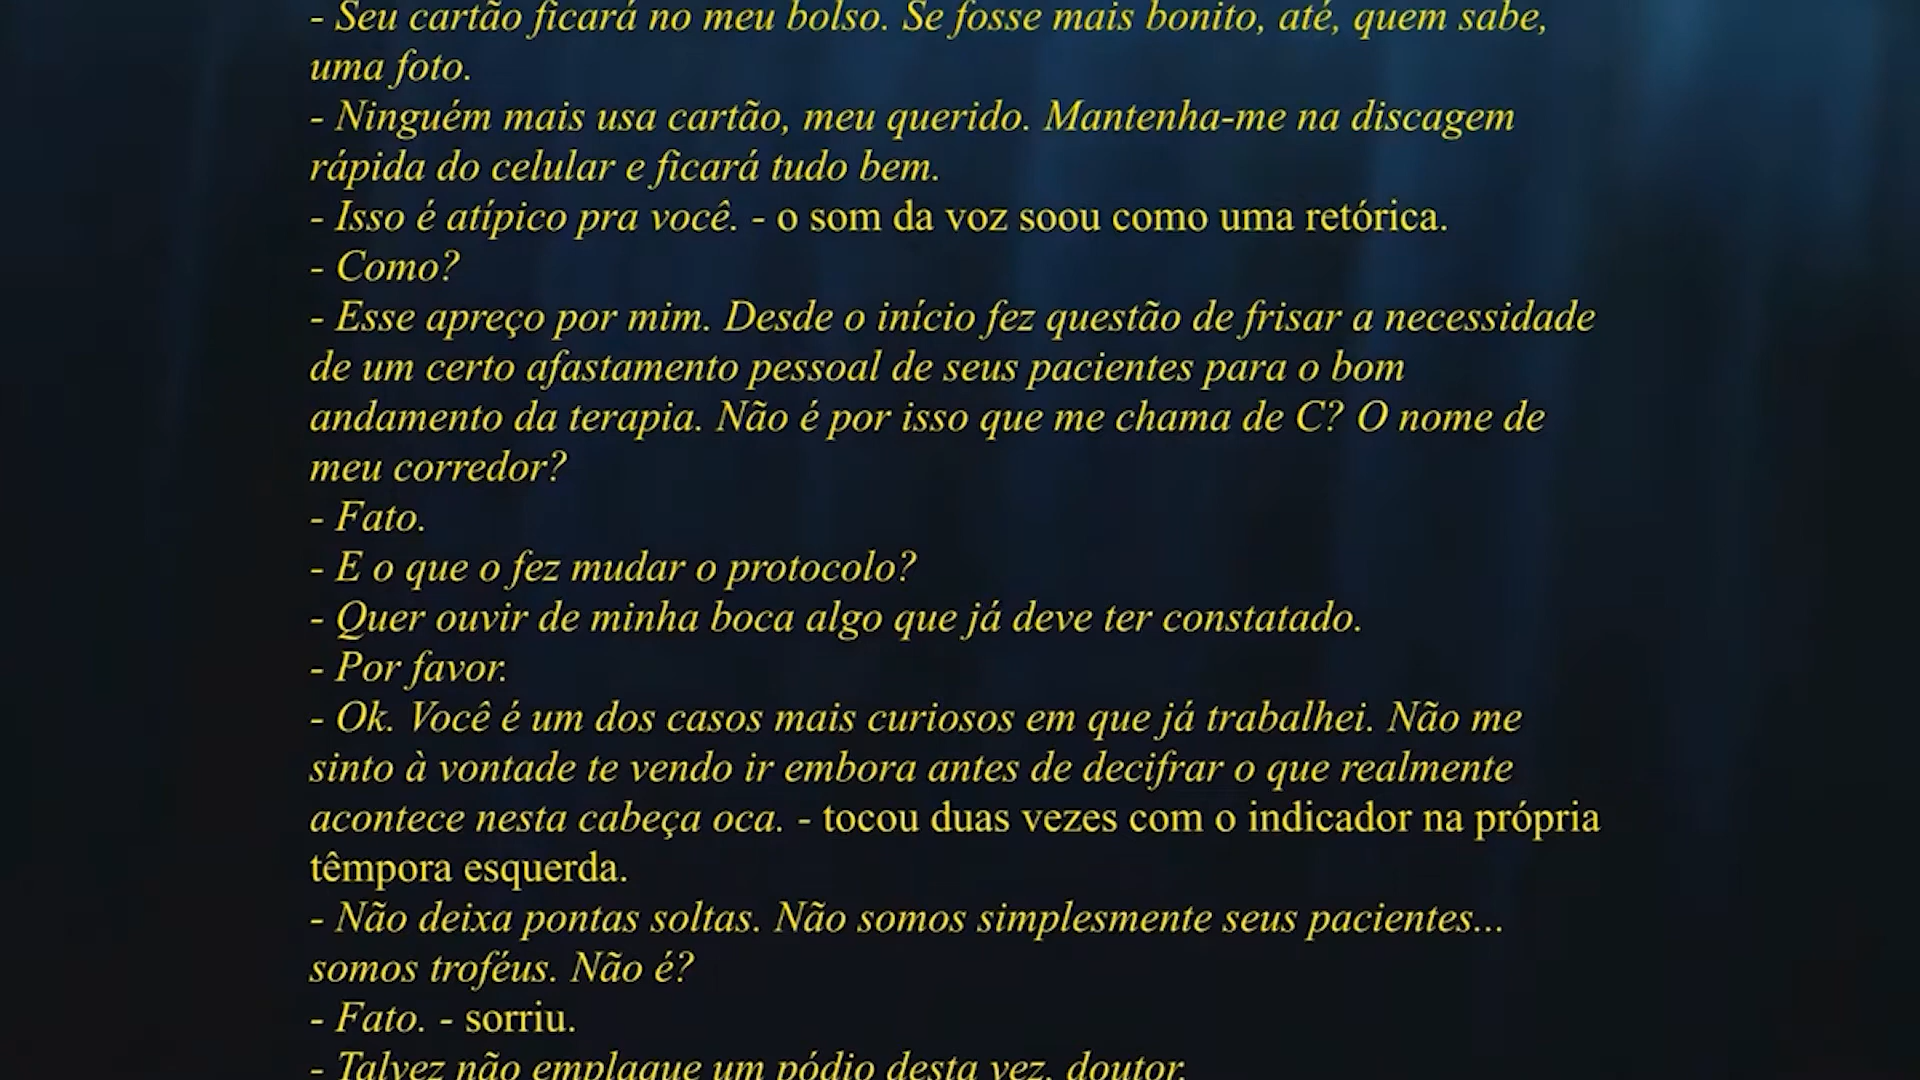 - Seu cartão ficará no meu bolso. Se fosse mais bonito, até, quem sabe,
uma foto.
- Ninguém mais usa cartão, meu querido. Mantenha-me na discagem
rápida do celular e ficará tudo bem.
- Isso é atípico pra você. - o som da voz soou como uma retórica.
- Como?
- Esse apreço por mim. Desde o início fez questão de frisar a necessidade
de um certo afastamento pessoal de seus pacientes para o bom
andamento da terapia. Não é por isso que me chama de C? O nome de
meu corredor?
- Fato.
- E o que o fez mudar o protocolo?
- Quer ouvir de minha boca algo que já deve ter constatado.
- Por favor.
- Ok. Você é um dos casos mais curiosos em que já trabalhei. Não me
sinto à vontade te vendo ir embora antes de decifrar o que realmente
acontece nesta cabeça oca. - tocou duas vezes com o indicador na própria
têmpora esquerda.
- Não deixa pontas soltas. Não somos simplesmente seus pacientes...
somos troféus. Não é?
- Fato. - sorriu.
- Talvez não emplaque um pódio desta vez, doutor.